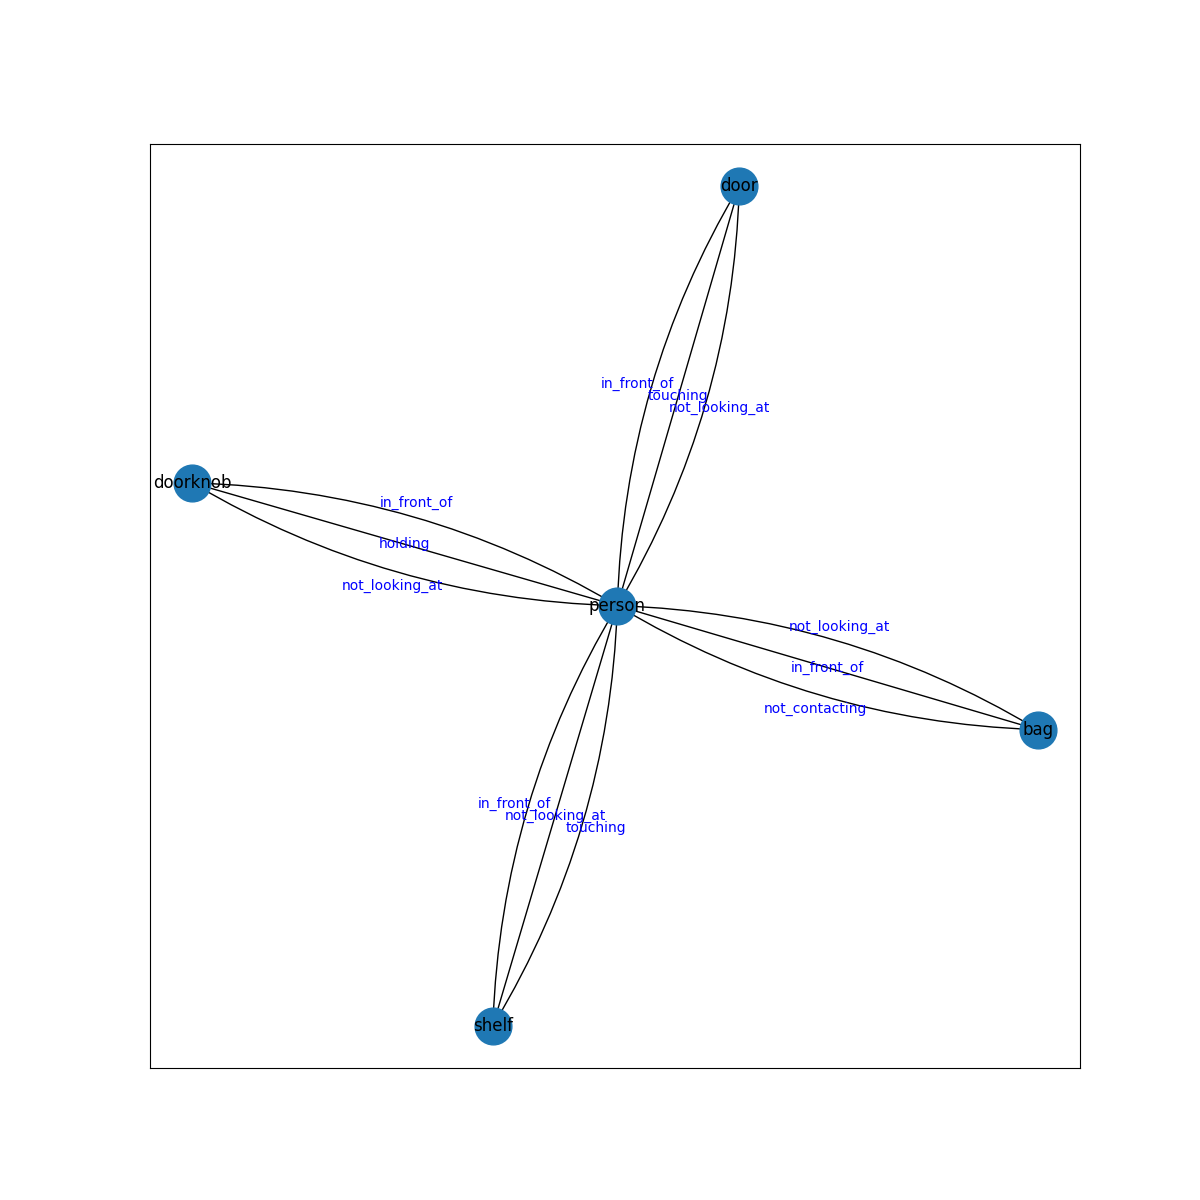 door
in_front_of
touching
not_looking_at
doorknob
in_front_of
holding
not_looking_at
person
not_looking_at
in_front_of
not_contacting
bag
in_front_of
not_looking_at
touching
shelf